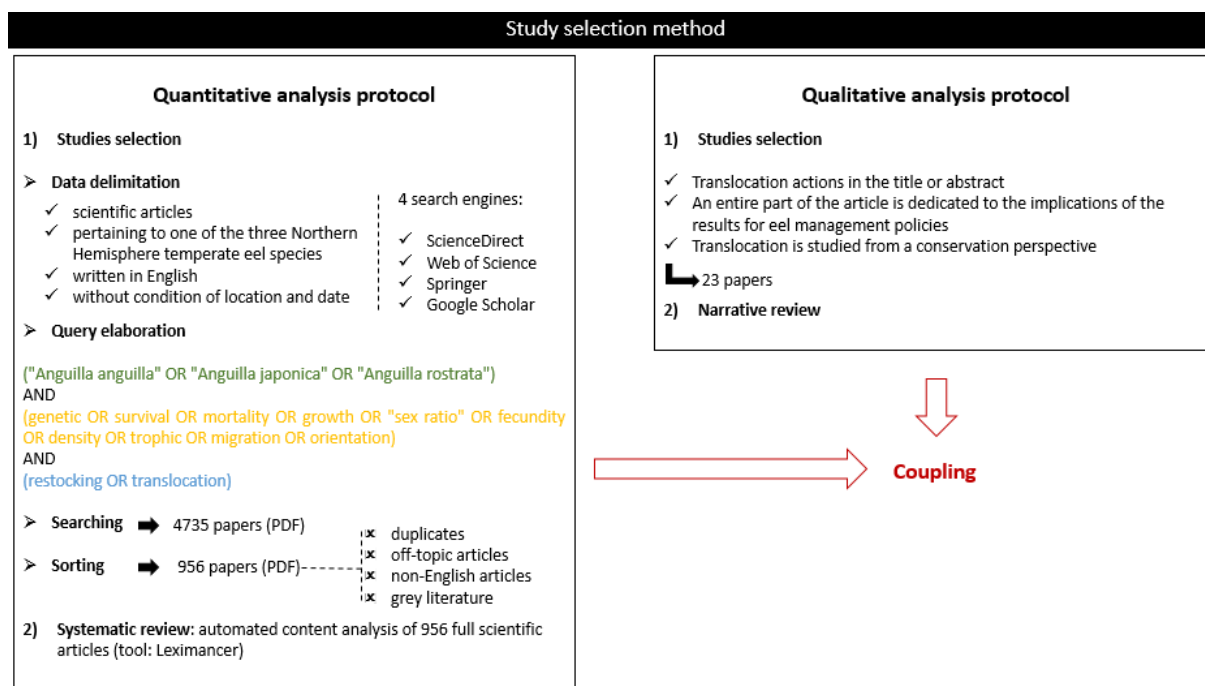 Study selection method
Quantitative analysis protocol
1) Studies selection
➢ Data delimitation
✓ scientific articles
✓ pertaining to one of the three Northern
Hemisphere temperate eel species
✓ written in English
✓ without condition of location and date
4 search engines:
✓ ScienceDirect
✓ Web of Science
✓ Springer
✓ Google Scholar
➢ Query elaboration
("Anguilla anguilla" OR "Anguilla japonica" OR "Anguilla rostrata")
AND
(genetic OR survival OR mortality OR growth OR "sex ratio" OR fecundity
OR density OR trophic OR migration OR orientation)
AND
(restocking OR translocation)
➢ Searching ➡ 4735 papers (PDF)
➢ Sorting ➡ 956 papers (PDF)
x duplicates
x off-topic articles
x non-English articles
x grey literature
2) Systematic review: automated content analysis of 956 full scientific
articles (tool: Leximancer)
Qualitative analysis protocol
1) Studies selection
✓ Translocation actions in the title or abstract
✓ An entire part of the article is dedicated to the implications of the
results for eel management policies
✓ Translocation is studied from a conservation perspective
23 papers
2) Narrative review
Coupling